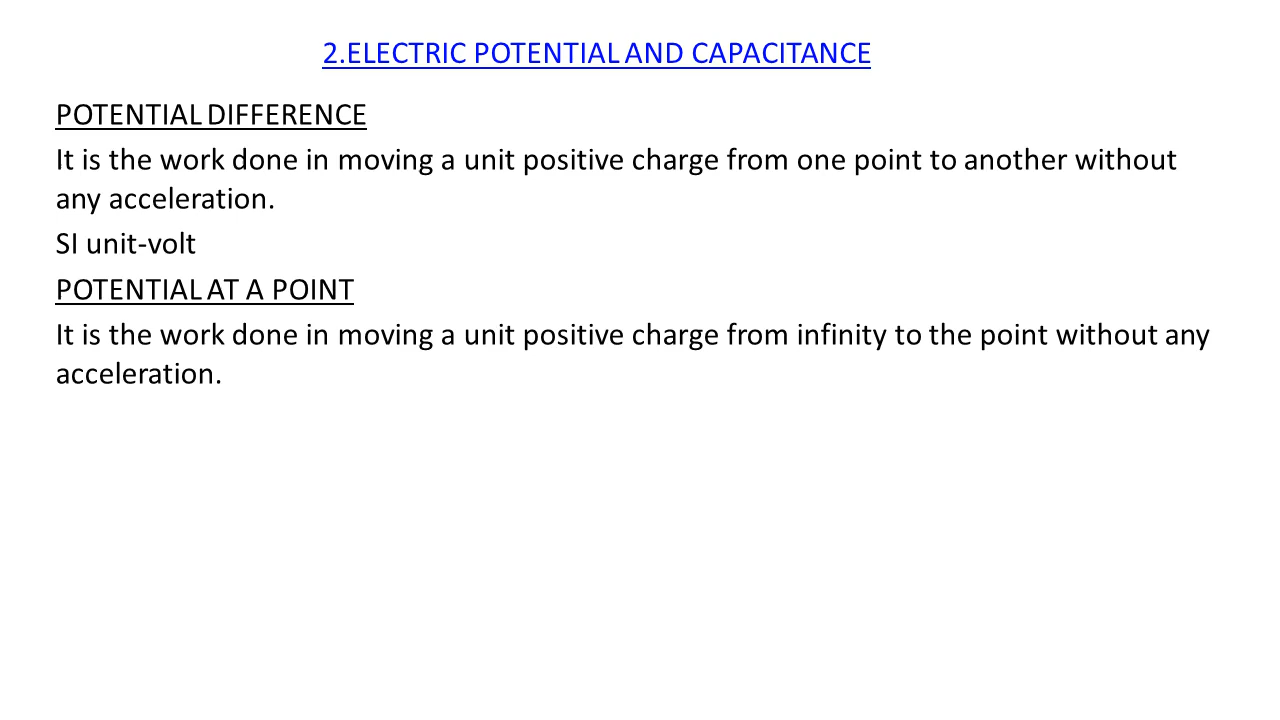 2.ELECTRIC POTENTIAL AND CAPACITANCE
POTENTIAL DIFFERENCE
It is the work done in moving a unit positive charge from one point to another without
any acceleration.
SI unit-volt
POTENTIAL AT A POINT
It is the work done in moving a unit positive charge from infinity to the point without any
acceleration.